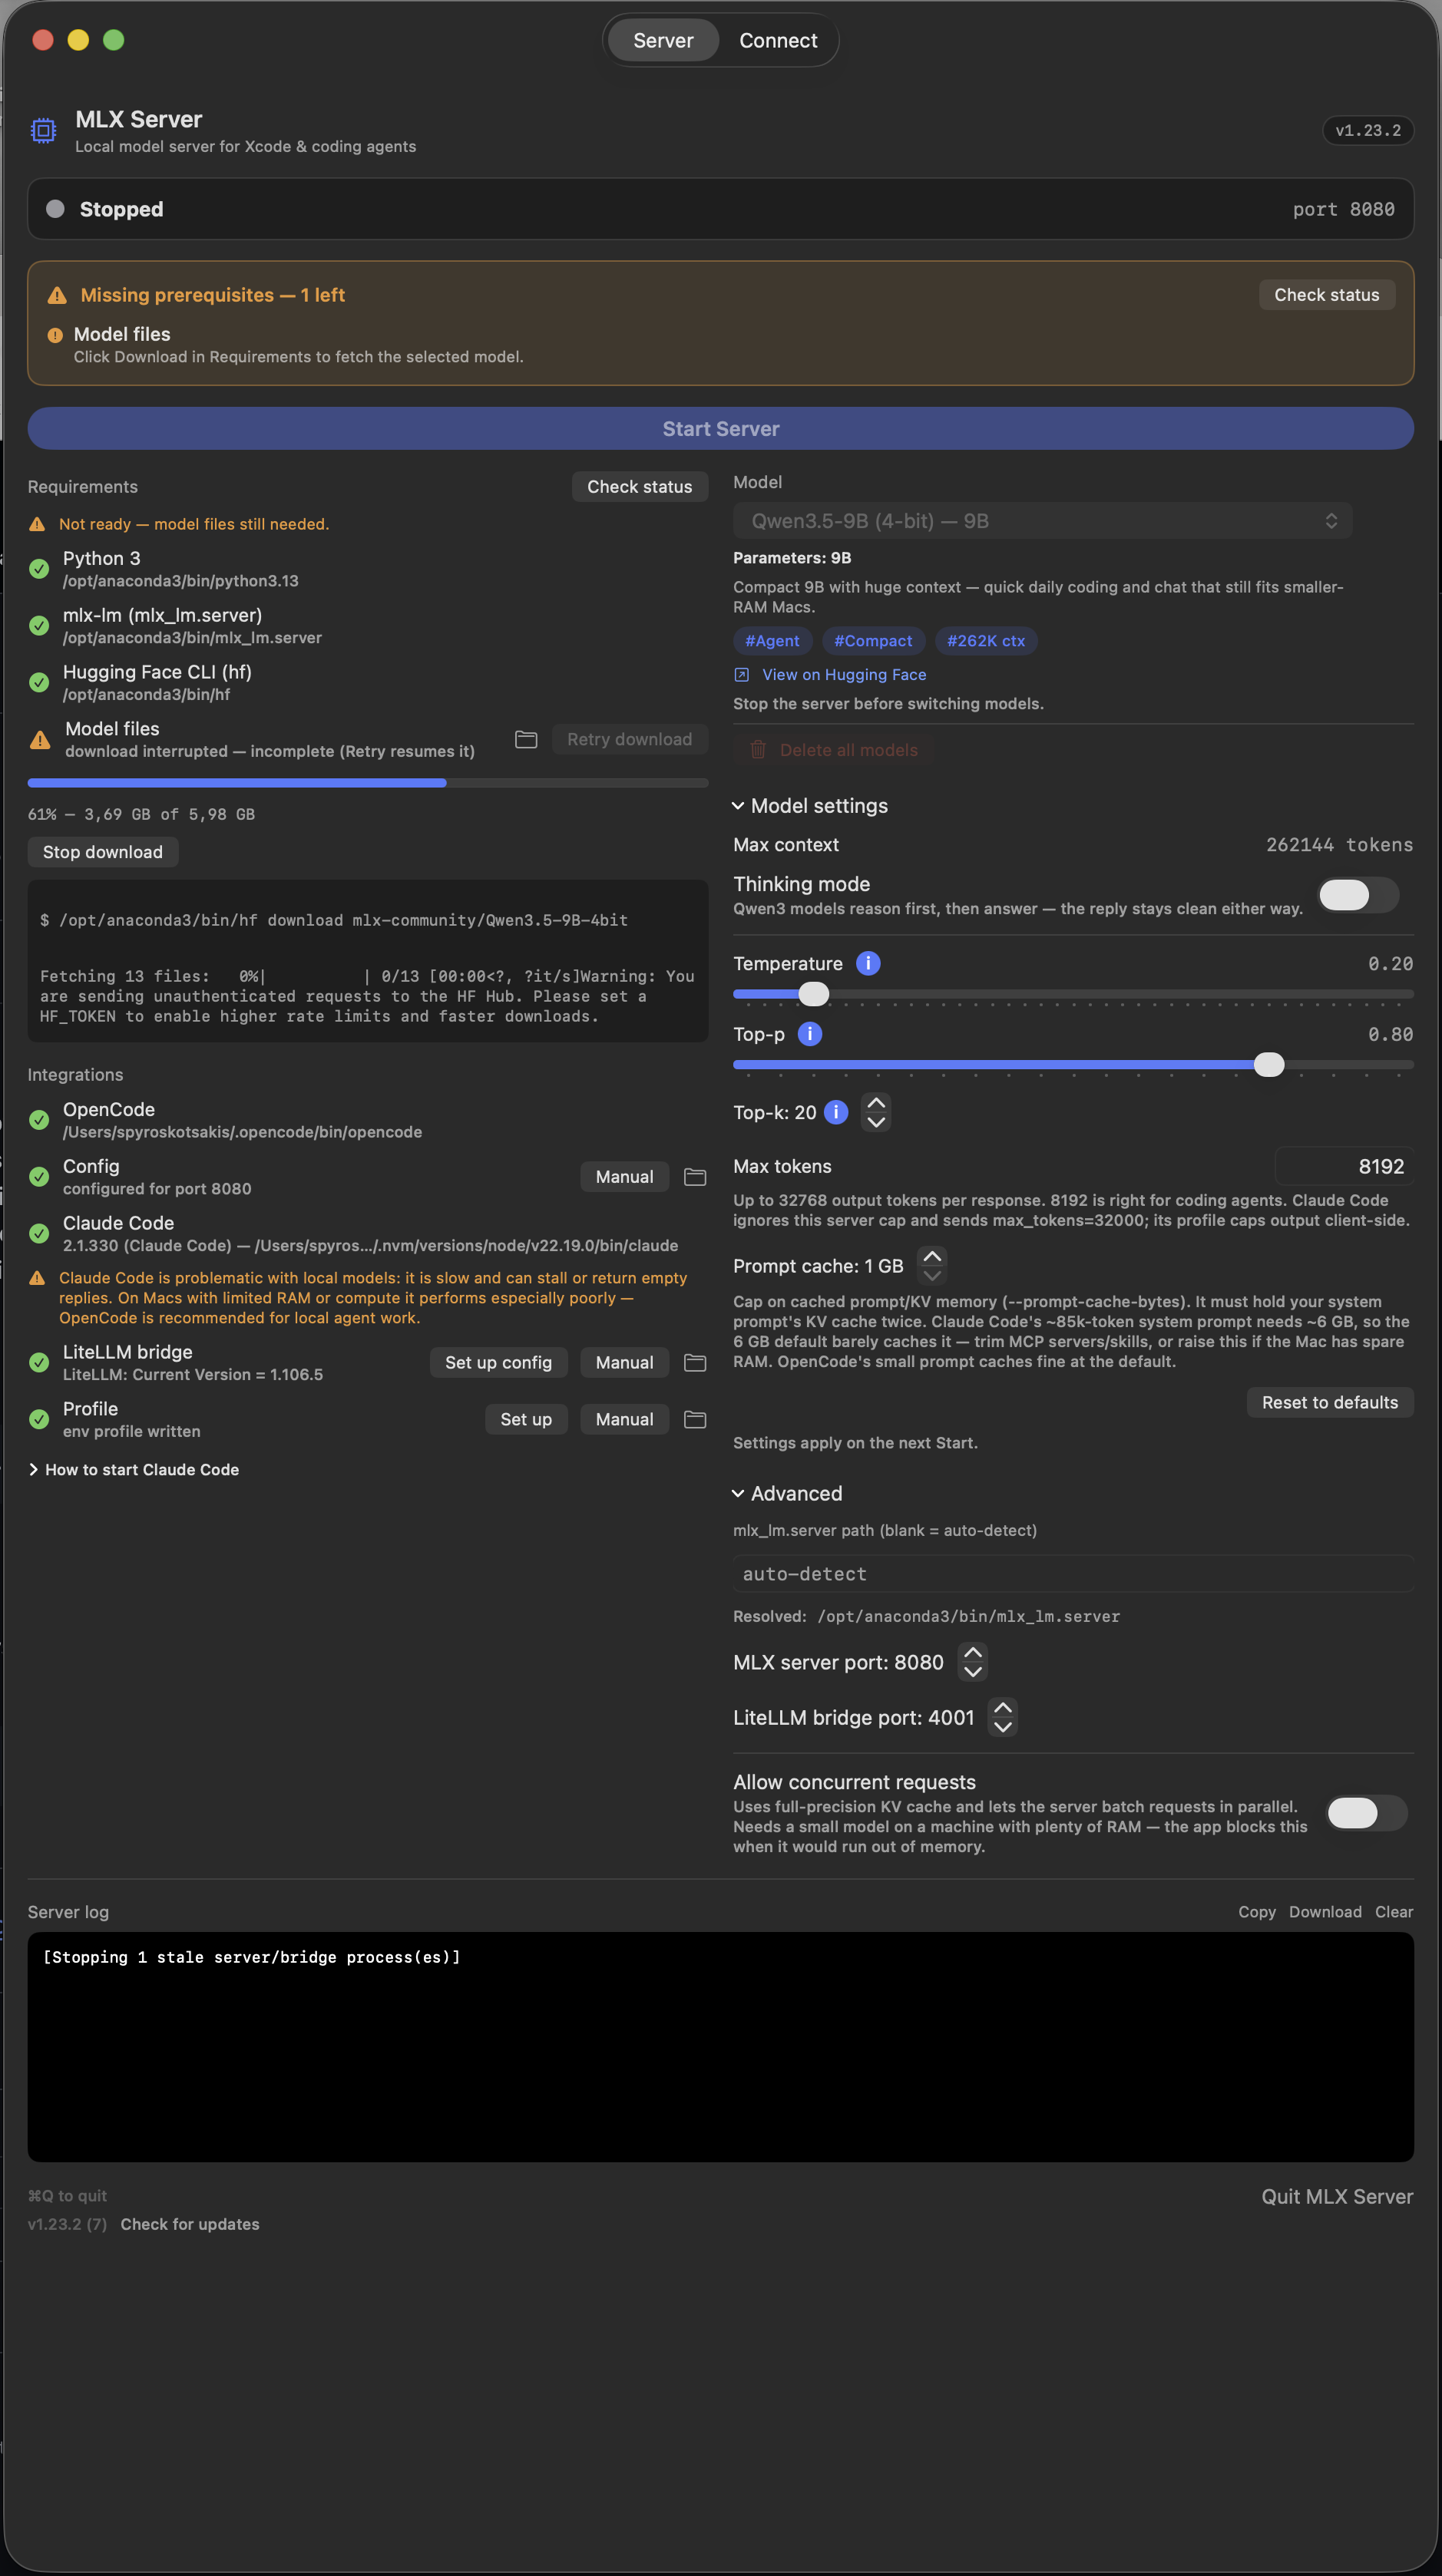 Server Connect
MLX Server
Local model server for Xcode & coding agents
v1.23.2
Stopped
port 8080
Missing prerequisites — 1 left
Check status
Model files
Click Download in Requirements to fetch the selected model.
Start Server
Requirements
Check status
Not ready — model files still needed.
Python 3
/opt/anaconda3/bin/python3.13
mlx-lm (mlx_lm.server)
/opt/anaconda3/bin/mlx_lm.server
Hugging Face CLI (hf)
/opt/anaconda3/bin/hf
Model files
download interrupted — incomplete (Retry resumes it)
Retry download
61% — 3,69 GB of 5,98 GB
Stop download
$ /opt/anaconda3/bin/hf download mlx-community/Qwen3.5-9B-4bit
Fetching 13 files:   0%|          | 0/13 [00:00<?, ?it/s]Warning: You
are sending unauthenticated requests to the HF Hub. Please set a
HF_TOKEN to enable higher rate limits and faster downloads.
Integrations
OpenCode
/Users/spyroskotsakis/.opencode/bin/opencode
Config
configured for port 8080
Manual
Claude Code
2.1.330 (Claude Code) — /Users/spyros.../.nvm/versions/node/v22.19.0/bin/claude
Claude Code is problematic with local models: it is slow and can stall or return empty
replies. On Macs with limited RAM or compute it performs especially poorly —
OpenCode is recommended for local agent work.
LiteLLM bridge
LiteLLM: Current Version = 1.106.5
Set up config
Manual
Profile
env profile written
Set up
Manual
How to start Claude Code
Model
Qwen3.5-9B (4-bit) — 9B
Parameters: 9B
Compact 9B with huge context — quick daily coding and chat that still fits smaller-
RAM Macs.
#Agent #Compact #262K ctx
View on Hugging Face
Stop the server before switching models.
Delete all models
Model settings
Max context
262144 tokens
Thinking mode
Qwen3 models reason first, then answer — the reply stays clean either way.
Temperature
0.20
Top-p
0.80
Top-k: 20
Max tokens
8192
Up to 32768 output tokens per response. 8192 is right for coding agents. Claude Code
ignores this server cap and sends max_tokens=32000; its profile caps output client-side.
Prompt cache: 1 GB
Cap on cached prompt/KV memory (--prompt-cache-bytes). It must hold your system
prompt's KV cache twice. Claude Code's ~85k-token system prompt needs ~6 GB, so the
6 GB default barely caches it — trim MCP servers/skills, or raise this if the Mac has spare
RAM. OpenCode's small prompt caches fine at the default.
Reset to defaults
Settings apply on the next Start.
Advanced
mlx_lm.server path (blank = auto-detect)
auto-detect
Resolved: /opt/anaconda3/bin/mlx_lm.server
MLX server port: 8080
LiteLLM bridge port: 4001
Allow concurrent requests
Uses full-precision KV cache and lets the server batch requests in parallel.
Needs a small model on a machine with plenty of RAM — the app blocks this
when it would run out of memory.
Server log
Copy Download Clear
[Stopping 1 stale server/bridge process(es)]
⌘Q to quit
Quit MLX Server
v1.23.2 (7) Check for updates